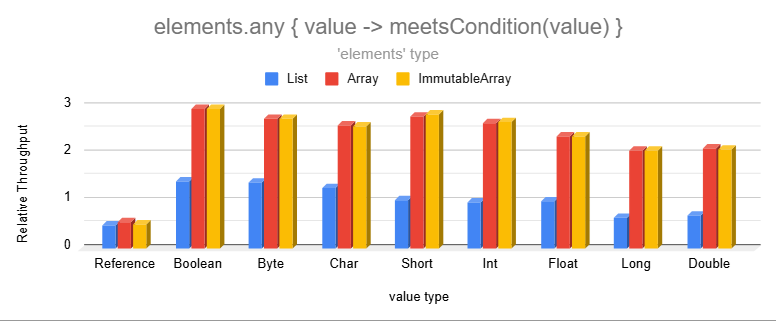 elements.any { value -> meetsCondition(value) }
'elements' type
List Array ImmutableArray
Relative Throughput
3
2
1
0
Reference Boolean Byte Char Short Int Float Long Double
value type